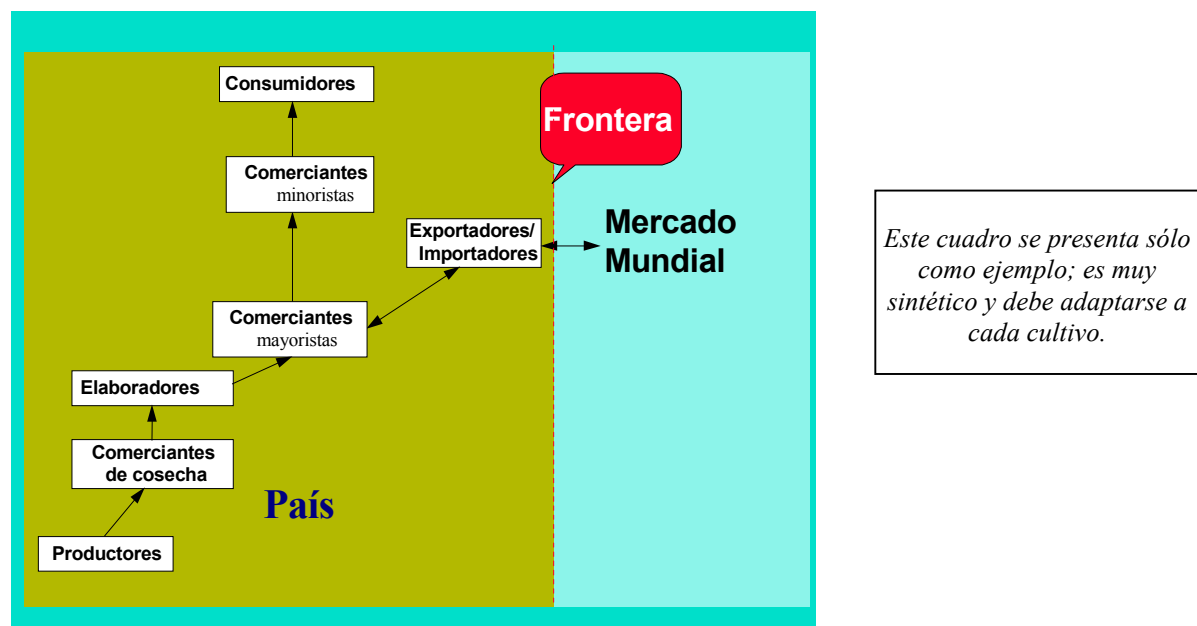 Consumidores
Frontera
Comerciantes
minoristas
Exportadores/
Importadores
Mercado
Mundial
Comerciantes
mayoristas
Elaboradores
Comerciantes
de cosecha
País
Productores
Este cuadro se presenta sólo
como ejemplo; es muy
sintético y debe adaptarse a
cada cultivo.